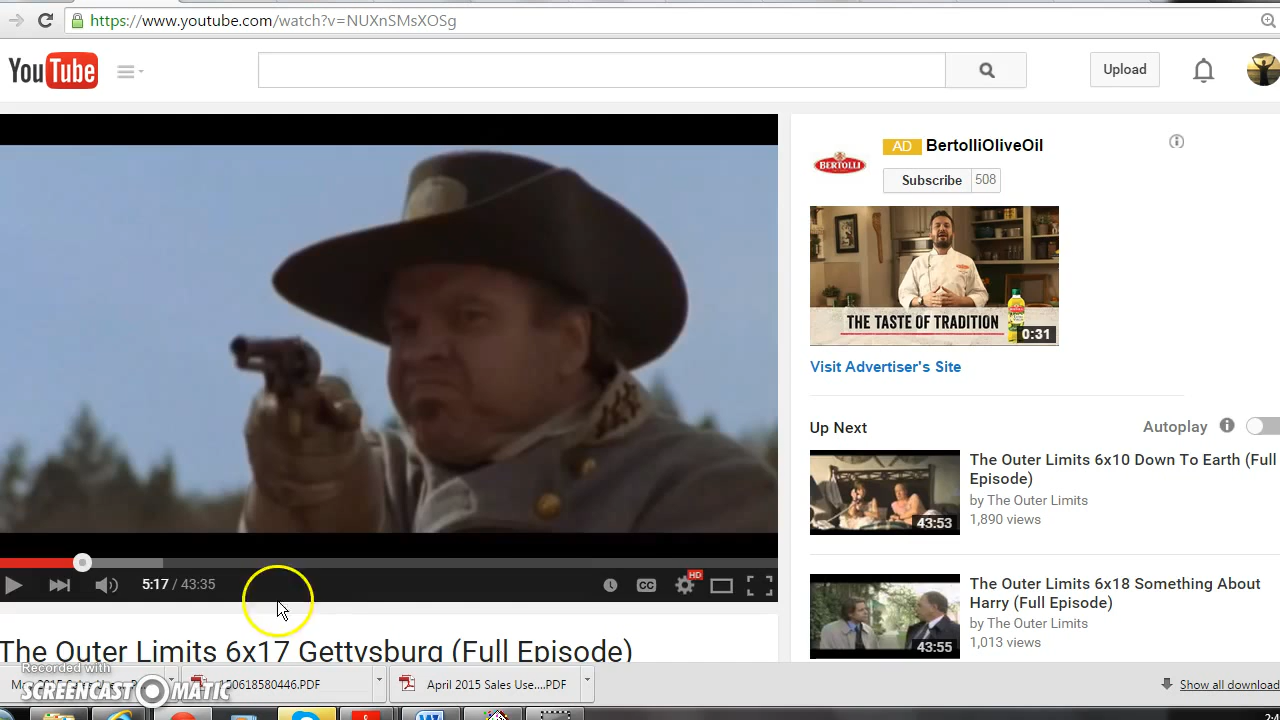 https://www.youtube.com/watch?v=NUXnSMsXOSg
YouTube
Upload
AD BertolliOliveOil
BERTOLLI
Subscribe 508
THE TASTE OF TRADITION
0:31
Visit Advertiser's Site
Up Next
Autoplay
The Outer Limits 6x10 Down To Earth (Full
Episode)
by The Outer Limits
1,890 views
43:53
The Outer Limits 6x18 Something About
Harry (Full Episode)
by The Outer Limits
1,013 views
43:55
5:17 / 43:35
CC
HD
The Outer Limits 6x17 Gettysburg (Full Episode)
Recorded with
SCREENCAST MATIC
150618580446.PDF
April 2015 Sales Use....PDF
Show all download